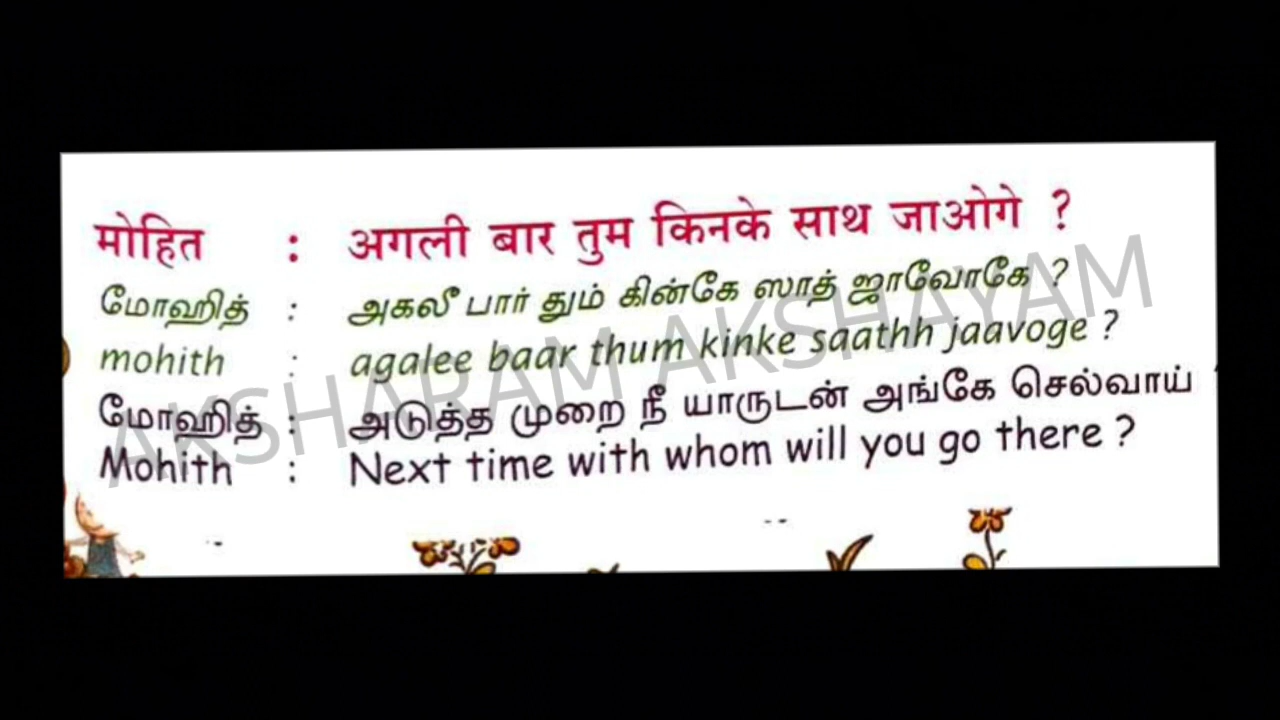 मोहित : अगली बार तुम किनके साथ जाओगे ?
மோஹித் : அகலீ பார் தும் கின்கே ஸாத் ஜாவோகே ?
mohith : agalee baar thum kinke saathh jaavoge ?
மோஹித் : அடுத்த முறை நீ யாருடன் அங்கே செல்வாய்
Mohith : Next time with whom will you go there ?
AKSHARAM AKSHAYAM